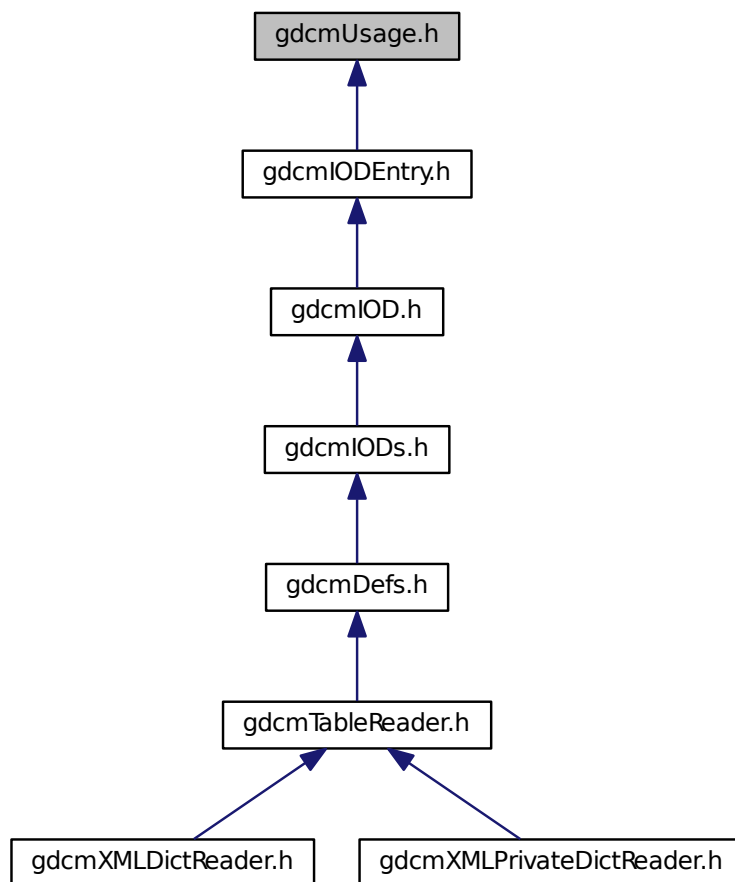 gdcmUsage.h
gdcmIODEntry.h
gdcmIOD.h
gdcmIODs.h
gdcmDefs.h
gdcmTableReader.h
gdcmXMLDictReader.h
gdcmXMLPrivateDictReader.h